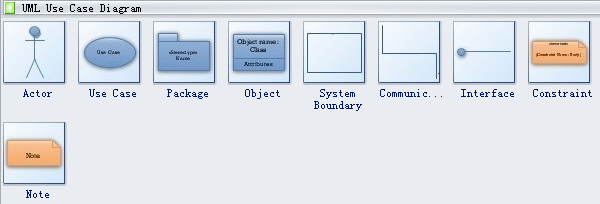 UML Use Case Diagram
Use Case
«Stereotype»
Name
Object name :
Class
Attributes
{Constraint Name : Body}
Actor
Use Case
Package
Object
System
Boundary
Communic...
Interface
Constraint
Note
Note